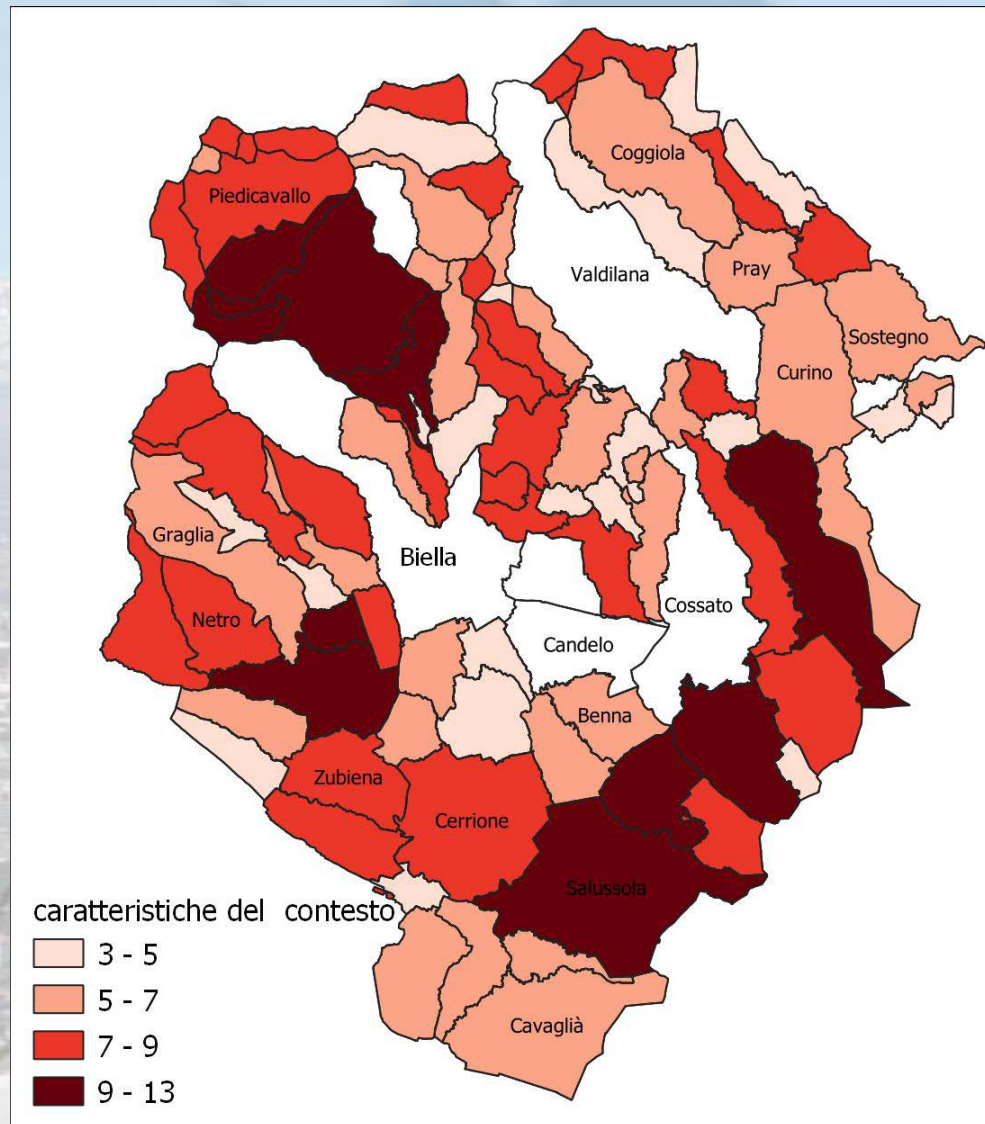 Coggiola
Piedicavallo
Valdilana
Pray
Sostegno
Curino
Graglia
Biella
Netro
Cossato
Candelo
Benna
Zubiena
Cerrione
Salussola
Cavaglià
caratteristiche del contesto
3 - 5
5 - 7
7 - 9
9 - 13